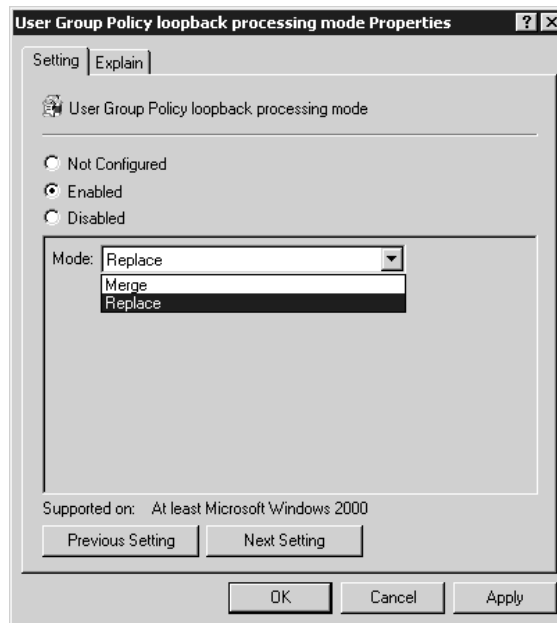 User Group Policy loopback processing mode Properties
Setting
Explain
User Group Policy loopback processing mode
Not Configured
Enabled
Disabled
Mode: Replace
Merge
Replace
Supported on: At least Microsoft Windows 2000
Previous Setting Next Setting
OK Cancel Apply